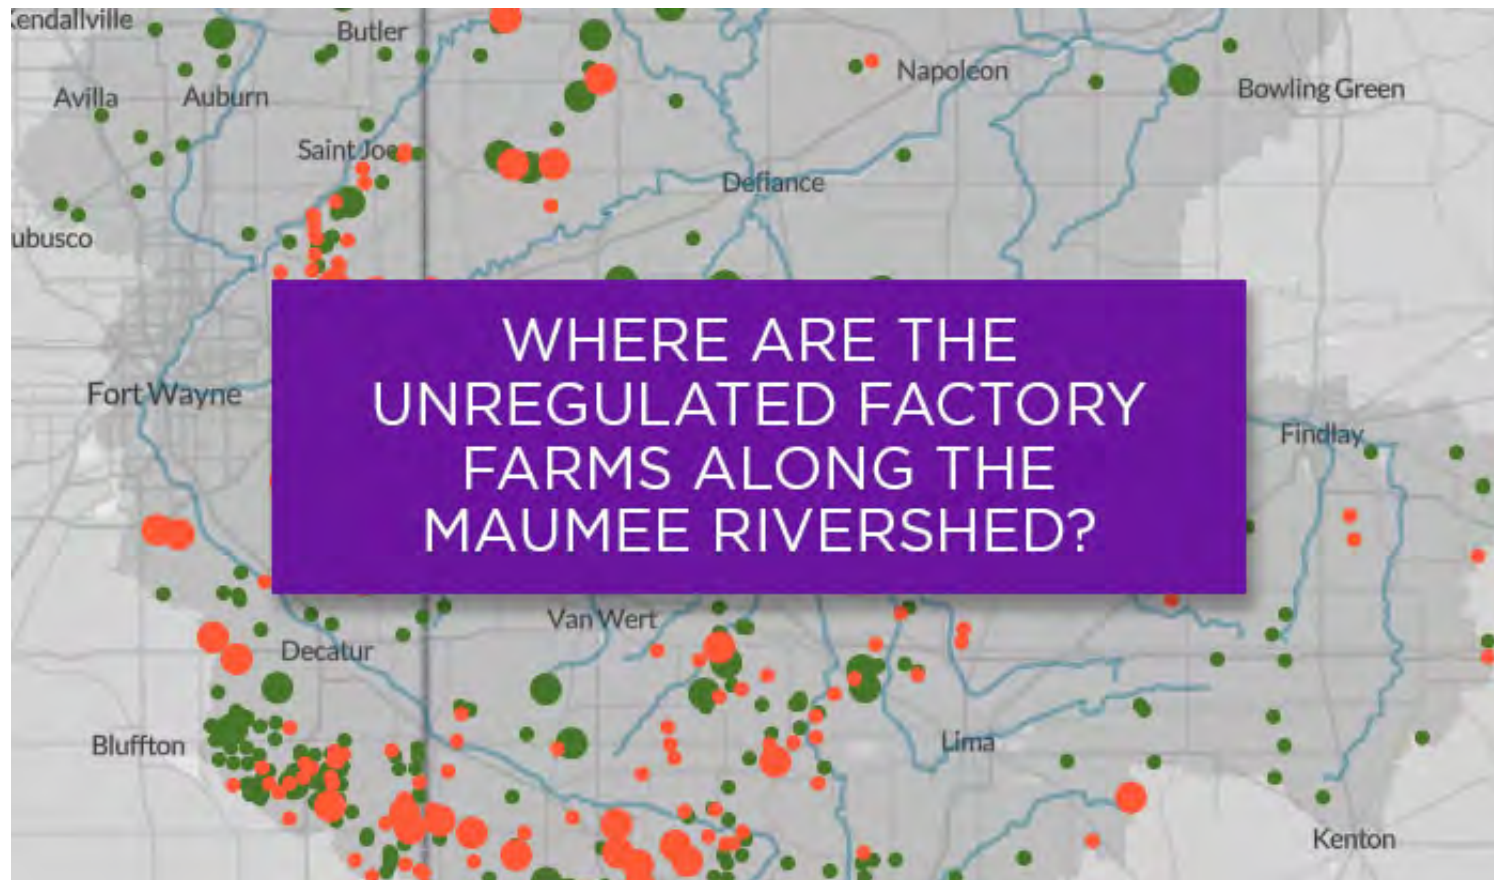 Kendallville
Butler
Avilla
Auburn
Napoleon
Bowling Green
Saint Joe
Defiance
ubusco
WHERE ARE THE
UNREGULATED FACTORY
FARMS ALONG THE
MAUMEE RIVERSHED?
Fort Wayne
Findlay
Van Wert
Decatur
Bluffton
Lima
Kenton